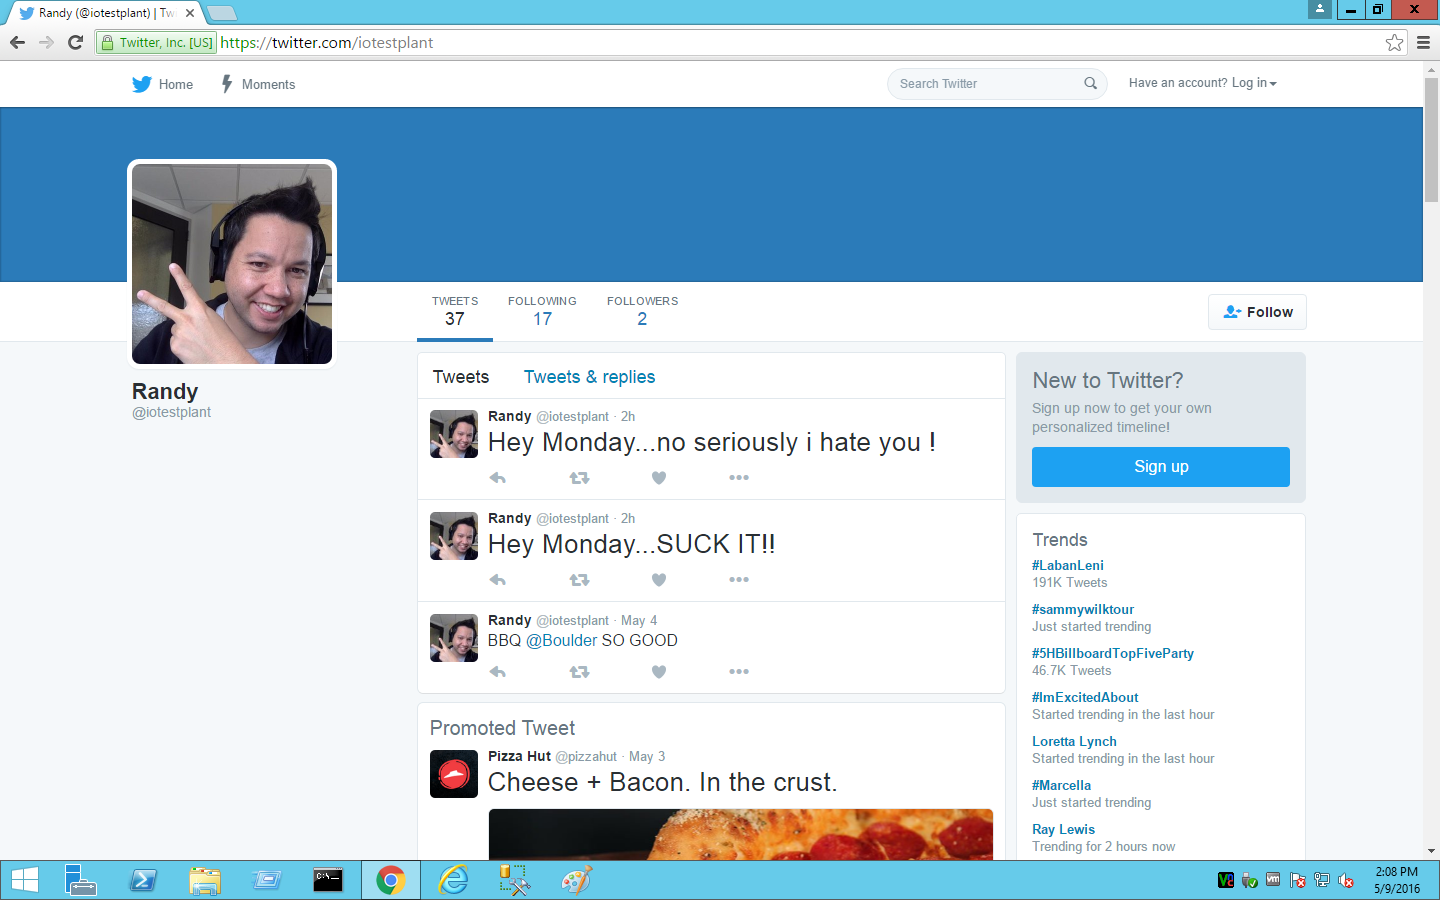 Randy (@iotestplant) | Tw
Twitter, Inc. [US] https://twitter.com/iotestplant
Home Moments Search Twitter Have an account? Log in
TWEETS FOLLOWING FOLLOWERS
37 17 2
Follow
Randy
@iotestplant
Tweets Tweets & replies
Randy @iotestplant · 2h
Hey Monday...no seriously i hate you !
Randy @iotestplant · 2h
Hey Monday...SUCK IT!!
Randy @iotestplant · May 4
BBQ @Boulder SO GOOD
Promoted Tweet
Pizza Hut @pizzahut · May 3
Cheese + Bacon. In the crust.
New to Twitter?
Sign up now to get your own
personalized timeline!
Sign up
Trends
#LabanLeni
191K Tweets
#sammywilktour
Just started trending
#5HBillboardTopFiveParty
46.7K Tweets
#ImExcitedAbout
Started trending in the last hour
Loretta Lynch
Started trending in the last hour
#Marcella
Just started trending
Ray Lewis
Trending for 2 hours now
2:08 PM
5/9/2016